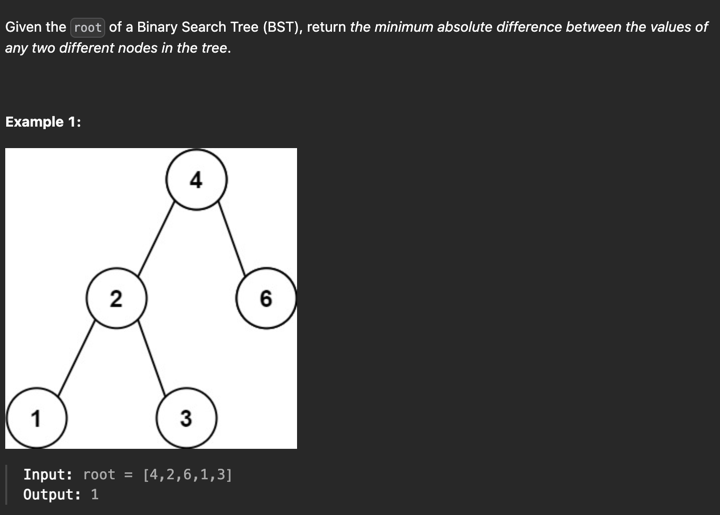 Given the root of a Binary Search Tree (BST), return the minimum absolute difference between the values of
any two different nodes in the tree.
Example 1:
4
2
6
1
3
Input: root = [4,2,6,1,3]
Output: 1